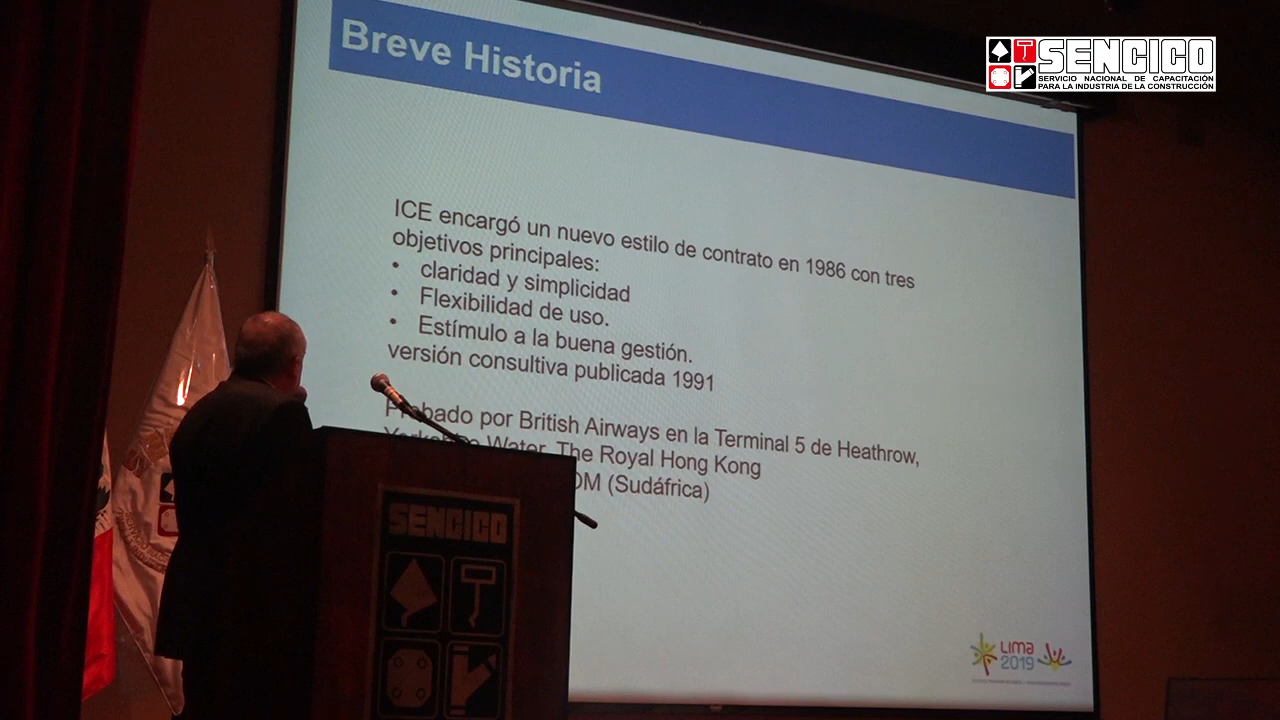 Breve Historia
SENCICO
SERVICIO NACIONAL DE CAPACITACIÓN
PARA LA INDUSTRIA DE LA CONSTRUCCIÓN
ICE encargó un nuevo estilo de contrato en 1986 con tres
objetivos principales:
• claridad y simplicidad
• Flexibilidad de uso.
• Estímulo a la buena gestión.
versión consultiva publicada 1991
Probado por British Airways en la Terminal 5 de Heathrow,
Water, The Royal Hong Kong
(Sudáfrica)
SENCICO
LIMA
2019